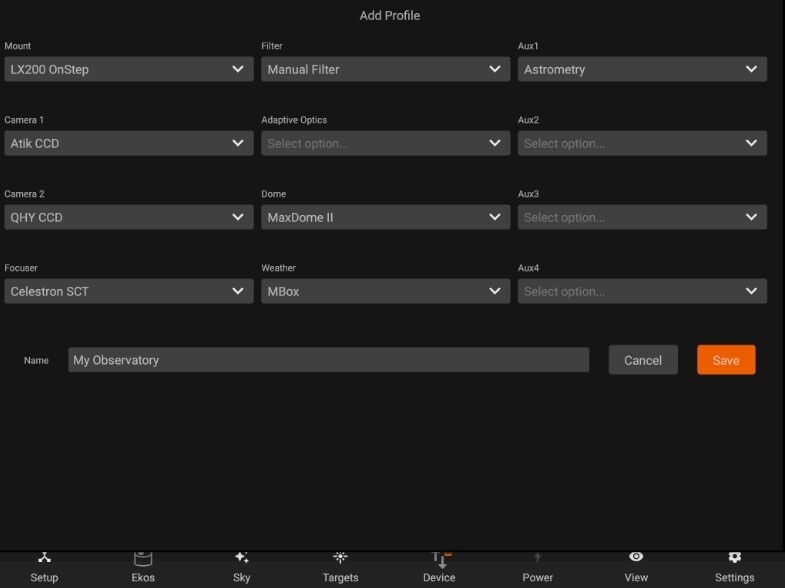 Add Profile
Mount Filter Aux1
LX200 OnStep Manual Filter Astrometry
Camera 1 Adaptive Optics Aux2
Atik CCD Select option... Select option...
Camera 2 Dome Aux3
QHY CCD MaxDome II Select option...
Focuser Weather Aux4
Celestron SCT MBox Select option...
Name My Observatory Cancel Save
Setup Ekos Sky Targets Device Power View Settings